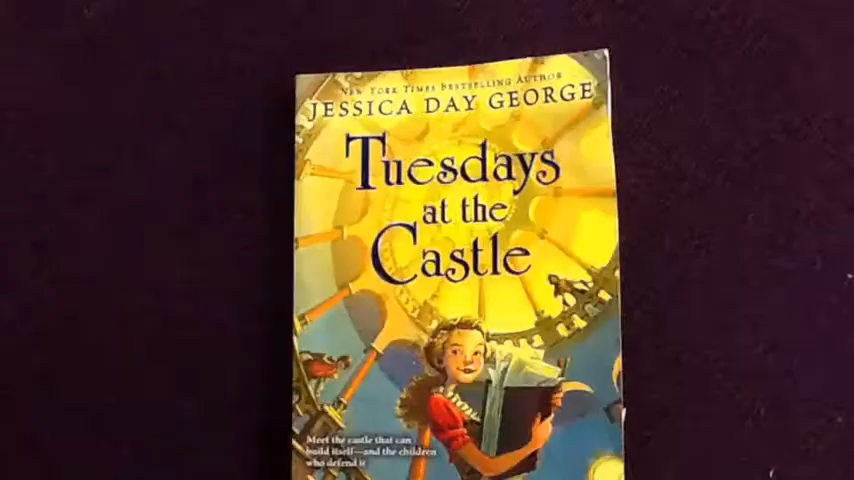 New York Times Bestselling Author
JESSICA DAY GEORGE
Tuesdays
at the
Castle
Meet the castle that can
build itself—and the children
who defend it